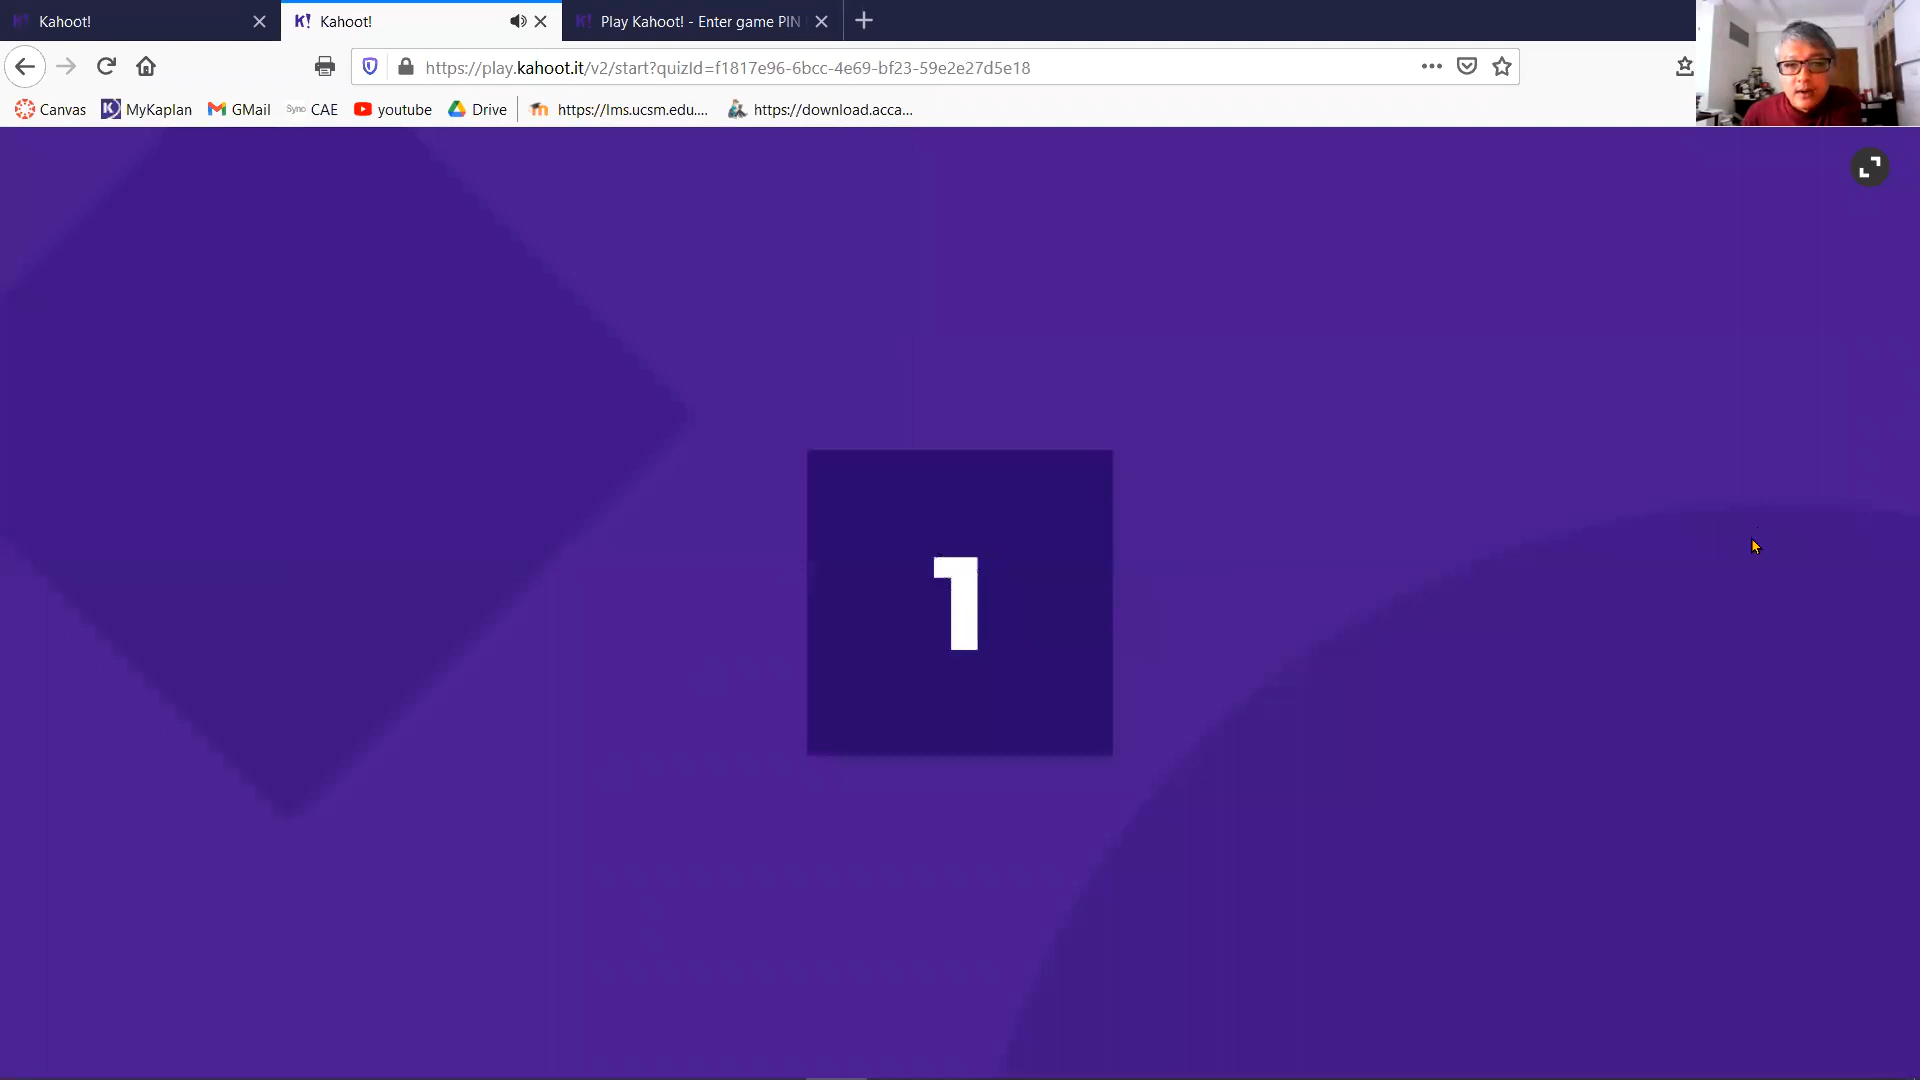 Kahoot!
Kahoot!
Play Kahoot! - Enter game PIN
https://play.kahoot.it/v2/start?quizId=f1817e96-6bcc-4e69-bf23-59e2e27d5e18
Canvas MyKaplan GMail Syno CAE youtube Drive https://lms.ucsm.edu.... https://download.acca...
1